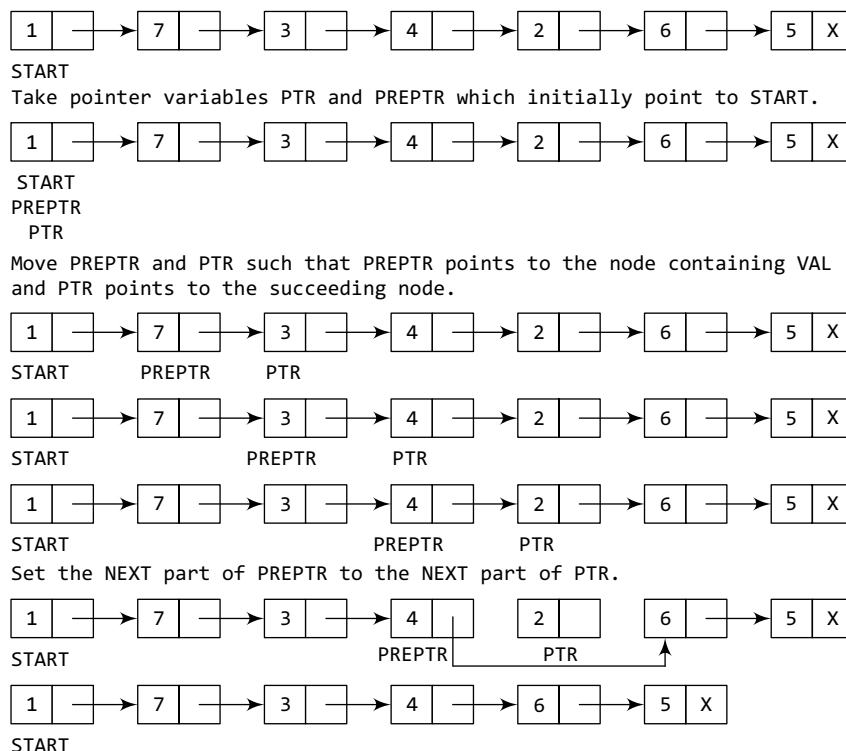 1 7 3 4 2 6 5 X
START
Take pointer variables PTR and PREPTR which initially point to START.
1 7 3 4 2 6 5 X
START
PREPTR
PTR
Move PREPTR and PTR such that PREPTR points to the node containing VAL
and PTR points to the succeeding node.
1 7 3 4 2 6 5 X
START PREPTR PTR
1 7 3 4 2 6 5 X
START PREPTR PTR
1 7 3 4 2 6 5 X
START PREPTR PTR
Set the NEXT part of PREPTR to the NEXT part of PTR.
1 7 3 4 2 6 5 X
START PREPTR PTR
1 7 3 4 6 5 X
START